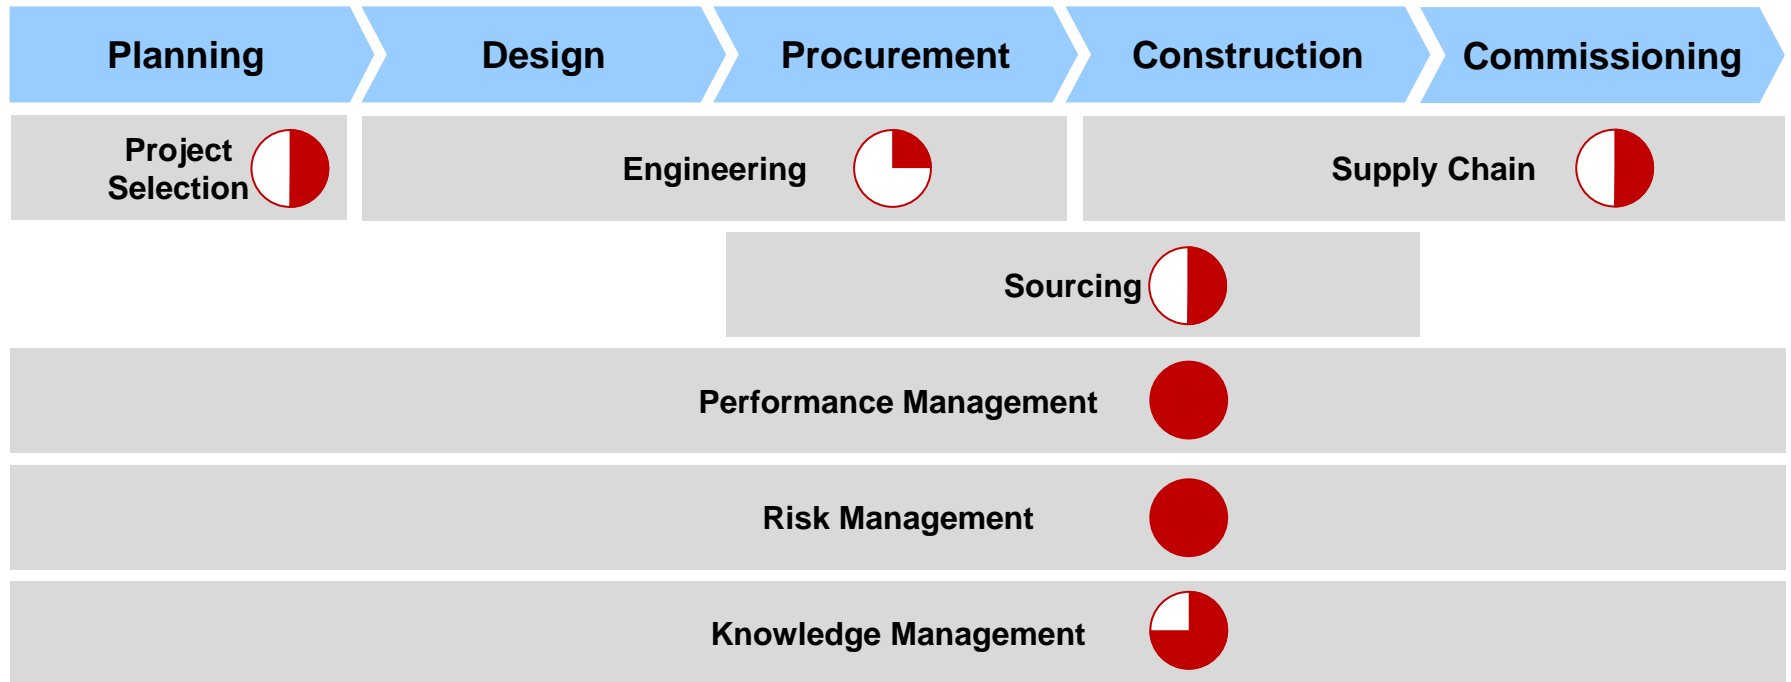 Planning
Design
Procurement
Construction
Commissioning
Project
Selection
Engineering
Supply Chain
Sourcing
Performance Management
Risk Management
Knowledge Management